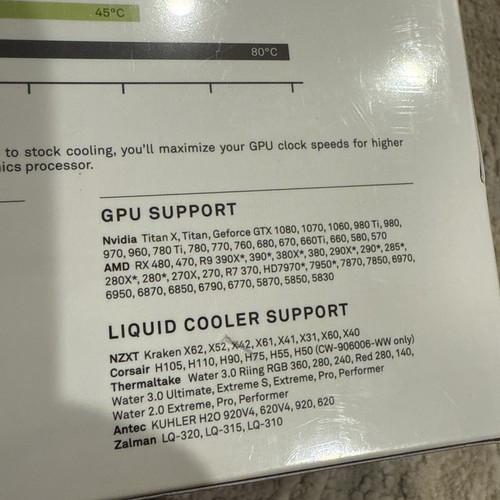 45°C
80°C
to stock cooling, you'll maximize your GPU clock speeds for higher
ics processor.
GPU SUPPORT
Nvidia Titan X, Titan, Geforce GTX 1080, 1070, 1060, 980 Ti, 980,
970, 960, 780 Ti, 780, 770, 760, 680, 670, 660Ti, 660, 580, 570
AMD RX 480, 470, R9 390X*, 390*, 380X*, 380, 290X*, 290*, 285*,
280X*, 280*, 270X, 270, R7 370, HD7970*, 7950*, 7870, 7850, 6970,
6950, 6870, 6850, 6790, 6770, 5870, 5850, 5830
LIQUID COOLER SUPPORT
NZXT Kraken X62, X52, X42, X61, X41, X31, X60, X40
Corsair H105, H110, H90, H75, H55, H50 (CW-906006-WW only)
Thermaltake Water 3.0 Riing RGB 360, 280, 240, Red 280, 140,
Water 3.0 Ultimate, Extreme S, Extreme, Pro, Performer
Water 2.0 Extreme, Pro, Performer
Antec KUHLER H2O 920V4, 620V4, 920, 620
Zalman LQ-320, LQ-315, LQ-310